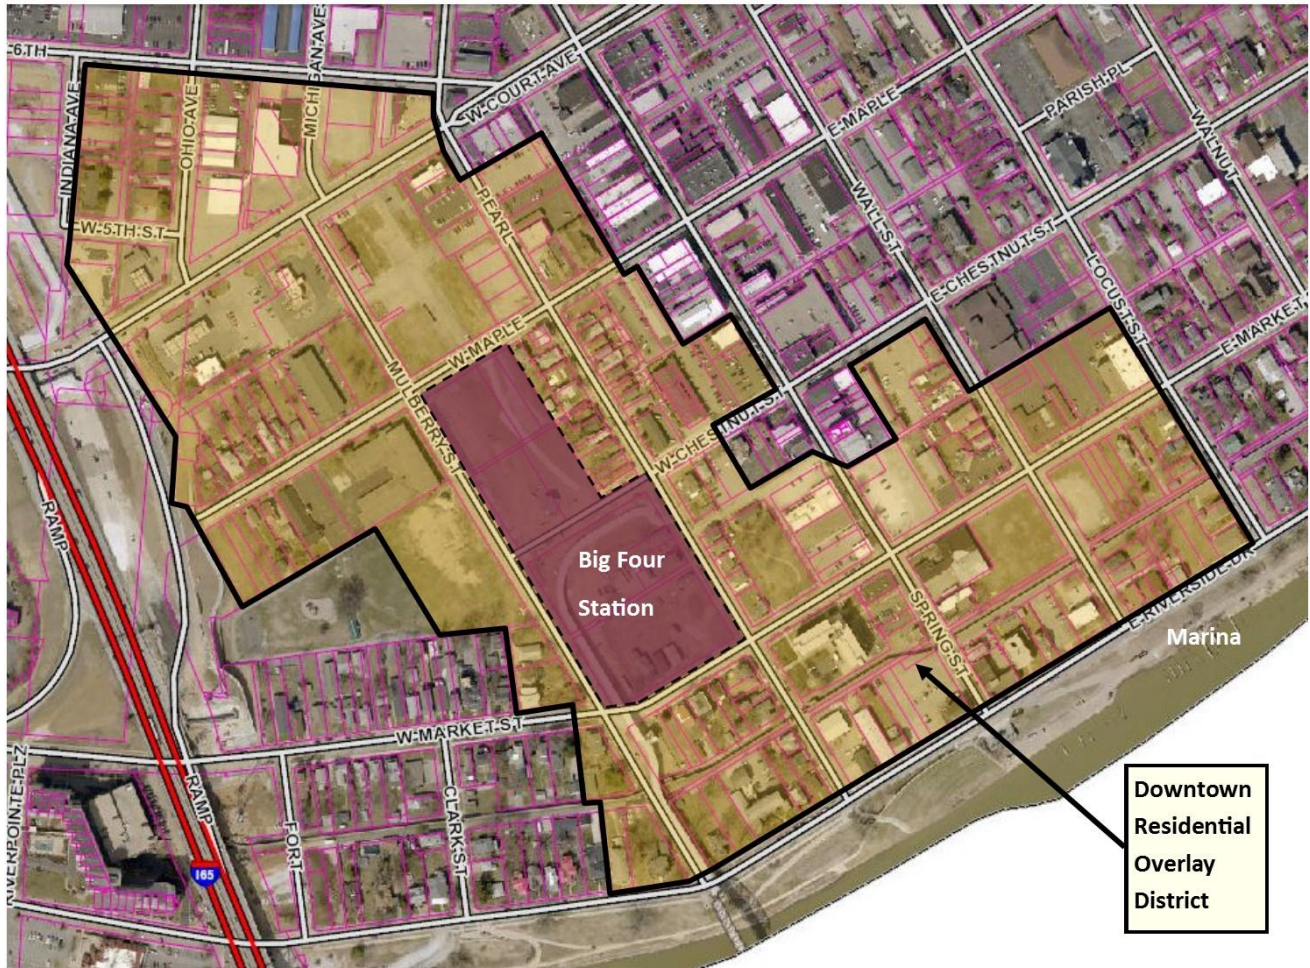 6TH
INDIANA AVE
OHIO AVE
MICHIGAN AVE
W COURT AVE
E MAPLE
PARISH PL
WALNUT
W 5TH ST
PEARL
WALL ST
E CHESTNUT ST
LOCUST ST
E MARKET
W MAPLE
MULBERRY ST
W CHESTNUT ST
RAMP
Big Four
Station
SPRING ST
E RIVERSIDE DR
Marina
W MARKET ST
RIVERPOINTE PLZ
RAMP
FORT
CLARK ST
I65
Downtown
Residential
Overlay
District